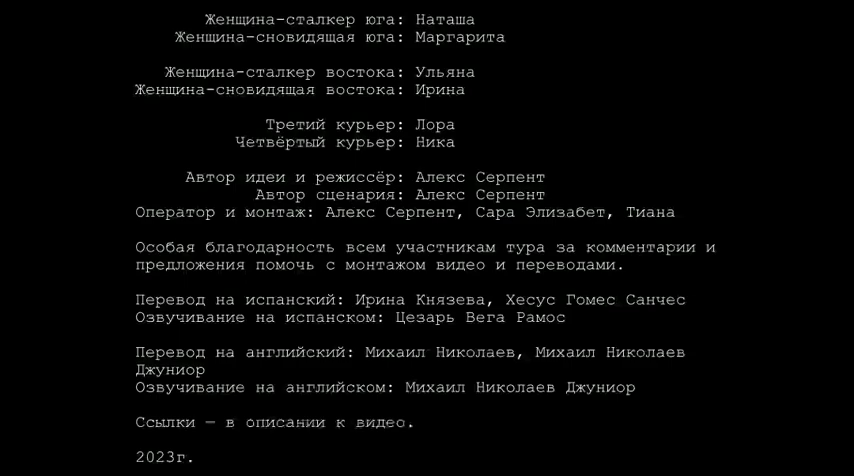 Женщина-сталкер юга: Наташа
Женщина-сновидящая юга: Маргарита
Женщина-сталкер востока: Ульяна
Женщина-сновидящая востока: Ирина
Третий курьер: Лора
Четвёртый курьер: Ника
Автор идеи и режиссёр: Алекс Серпент
Автор сценария: Алекс Серпент
Оператор и монтаж: Алекс Серпент, Сара Элизабет, Тиана
Особая благодарность всем участникам тура за комментарии и
предложения помочь с монтажом видео и переводами.
Перевод на испанский: Ирина Князева, Хесус Гомес Санчес
Озвучивание на испанском: Цезарь Вега Рамос
Перевод на английский: Михаил Николаев, Михаил Николаев
Джуниор
Озвучивание на английском: Михаил Николаев Джуниор
Ссылки — в описании к видео.
2023г.